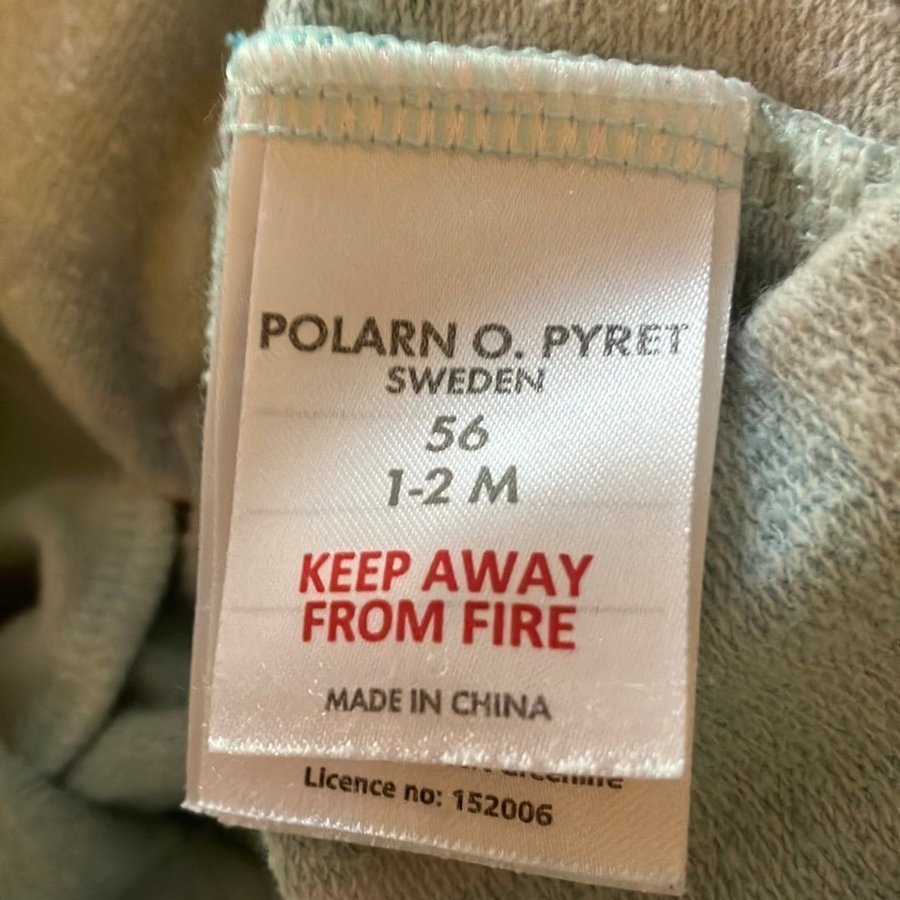 POLARN O. PYRET
SWEDEN
56
1-2 M
KEEP AWAY
FROM FIRE
MADE IN CHINA
Licence no: 152006